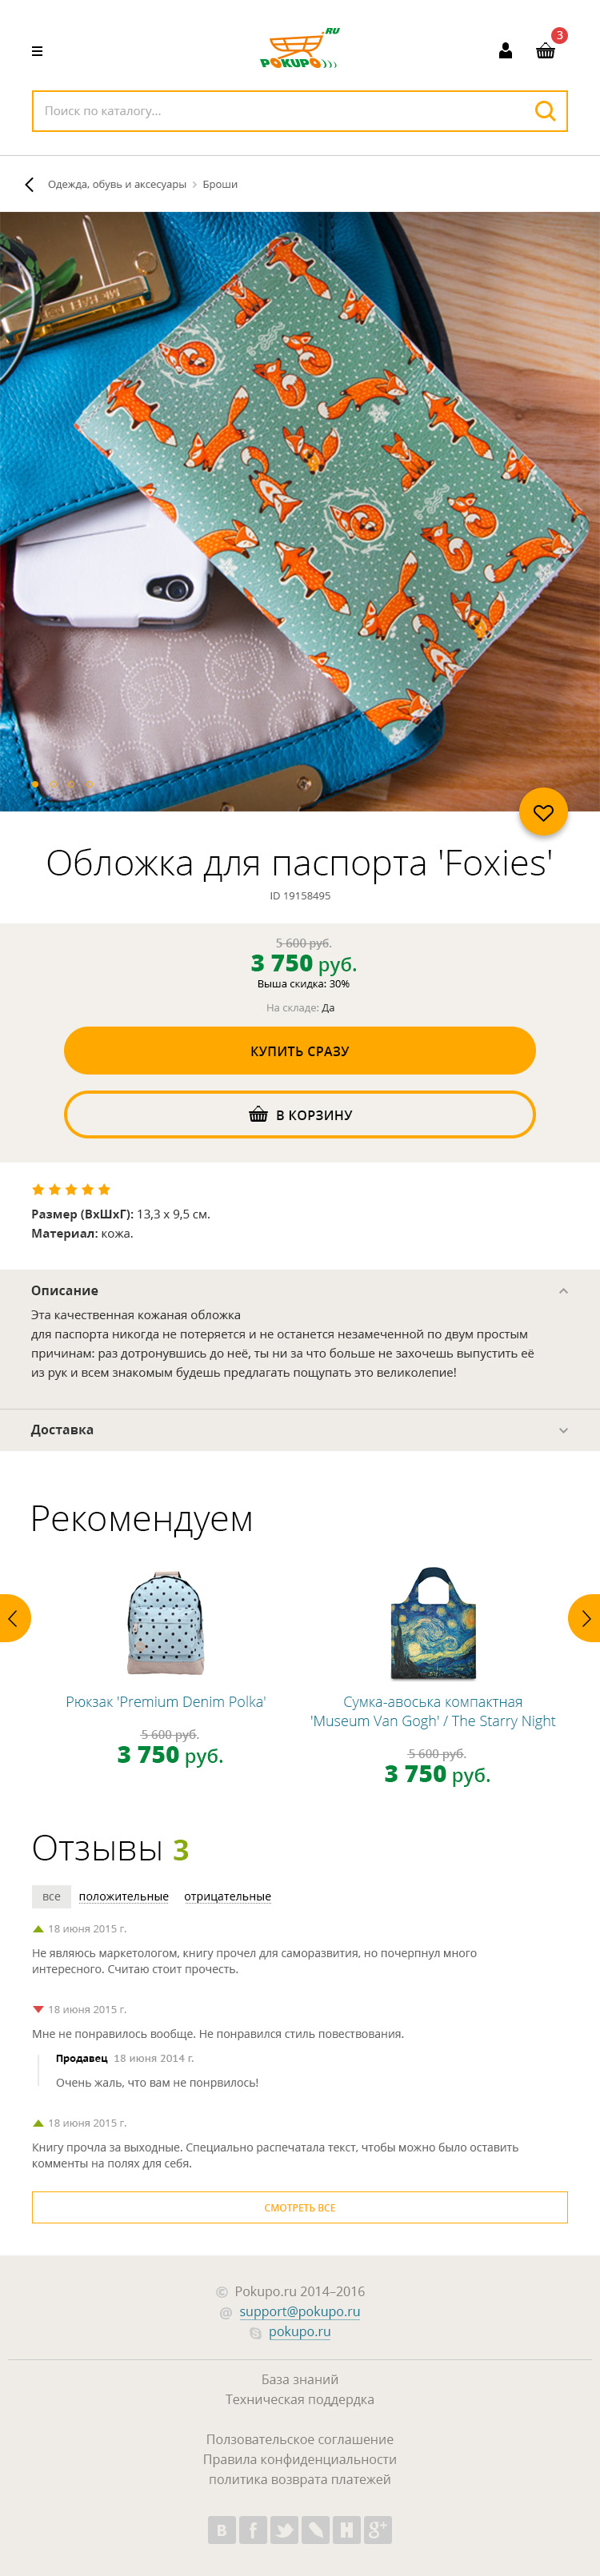 .RU
POKUPO
3
Поиск по каталогу...
Одежда, обувь и аксесуары > Броши
Обложка для паспорта 'Foxies'
ID 19158495
5 600 руб.
3 750 руб.
Выша скидка: 30%
На складе: Да
КУПИТЬ СРАЗУ
В КОРЗИНУ
Размер (ВхШхГ): 13,3 х 9,5 см.
Материал: кожа.
Описание
Эта качественная кожаная обложка
для паспорта никогда не потеряется и не останется незамеченной по двум простым
причинам: раз дотронувшись до неё, ты ни за что больше не захочешь выпустить её
из рук и всем знакомым будешь предлагать пощупать это великолепие!
Доставка
Рекомендуем
Рюкзак 'Premium Denim Polka'
5 600 руб.
3 750 руб.
Сумка-авоська компактная
'Museum Van Gogh' / The Starry Night
5 600 руб.
3 750 руб.
Отзывы 3
все положительные отрицательные
18 июня 2015 г.
Не являюсь маркетологом, книгу прочел для саморазвития, но почерпнул много
интересного. Считаю стоит прочесть.
18 июня 2015 г.
Мне не понравилось вообще. Не понравился стиль повествования.
Продавец 18 июня 2014 г.
Очень жаль, что вам не понрвилось!
18 июня 2015 г.
Книгу прочла за выходные. Специально распечатала текст, чтобы можно было оставить
комменты на полях для себя.
СМОТРЕТЬ ВСЕ
© Pokupo.ru 2014–2016
@ support@pokupo.ru
pokupo.ru
База знаний
Техническая поддердка
Ползовательское соглашение
Правила конфиденциальности
политика возврата платежей